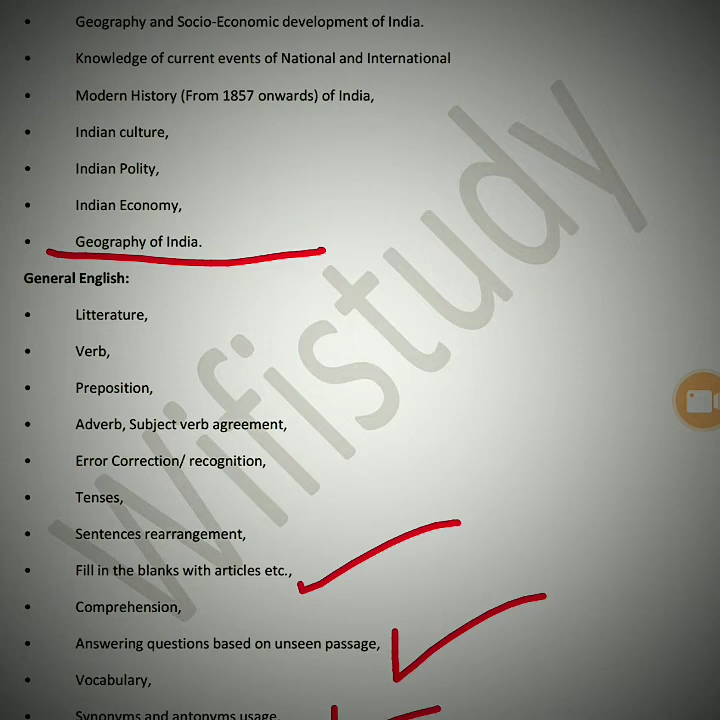 • Geography and Socio-Economic development of India.
• Knowledge of current events of National and International
• Modern History (From 1857 onwards) of India,
• Indian culture,
• Indian Polity,
• Indian Economy,
• Geography of India.
General English:
• Litterature,
• Verb,
• Preposition,
• Adverb, Subject verb agreement,
• Error Correction/ recognition,
• Tenses,
• Sentences rearrangement,
• Fill in the blanks with articles etc.,
• Comprehension,
• Answering questions based on unseen passage,
• Vocabulary,
• Synonyms and antonyms usage
Wifistudy